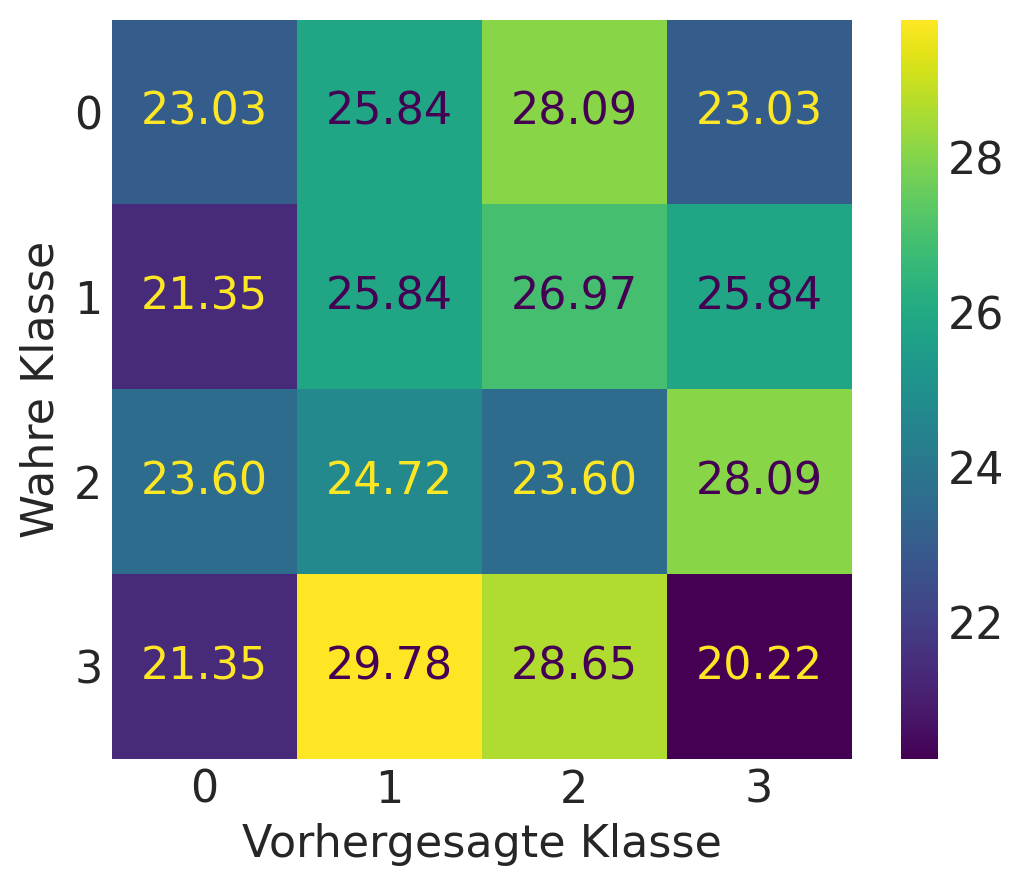 0 23.03 25.84 28.09 23.03
1 21.35 25.84 26.97 25.84
2 23.60 24.72 23.60 28.09
3 21.35 29.78 28.65 20.22
0 1 2 3
Vorhergesagte Klasse
Wahre Klasse
28
26
24
22